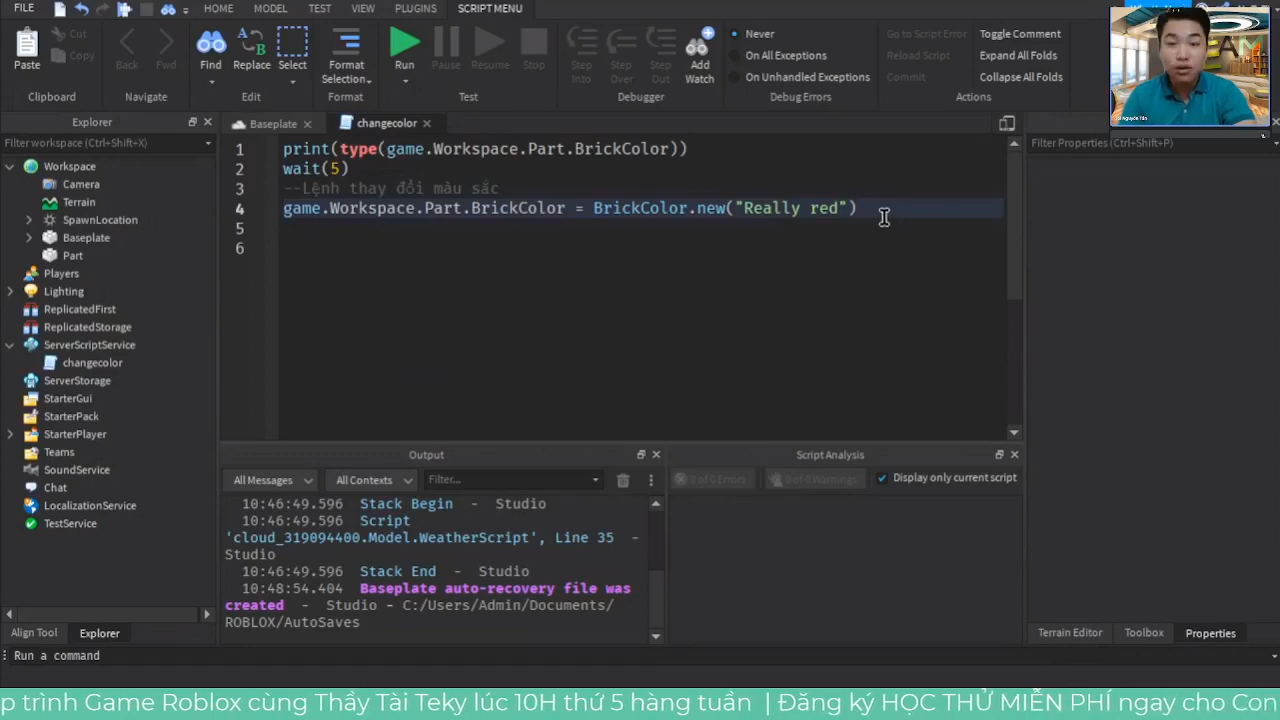 FILE
HOME
MODEL
TEST
VIEW
PLUGINS
SCRIPT MENU
Paste
Cut
Copy
Clipboard
Back
Fwd
Navigate
Find
Replace
Select
Edit
Format
Selection
Format
Run
Pause
Resume
Stop
Test
Step
Into
Step
Over
Step
Out
Add
Watch
Debugger
Never
On All Exceptions
On Unhandled Exceptions
Debug Errors
Go to Script Error
Reload Script
Commit
Toggle Comment
Expand All Folds
Collapse All Folds
Actions
Explorer
Filter workspace (Ctrl+Shift+X)
Workspace
Camera
Terrain
SpawnLocation
Baseplate
Part
Players
Lighting
ReplicatedFirst
ReplicatedStorage
ServerScriptService
changecolor
ServerStorage
StarterGui
StarterPack
StarterPlayer
Teams
SoundService
Chat
LocalizationService
TestService
Align Tool
Explorer
Baseplate
changecolor
1 print(type(game.Workspace.Part.BrickColor))
2 wait(5)
3 --Lệnh thay đổi màu sắc
4 game.Workspace.Part.BrickColor = BrickColor.new("Really red")
5
6
Output
All Messages
All Contexts
Filter...
10:46:49.596 Stack Begin - Studio
10:46:49.596 Script
'cloud_319094400.Model.WeatherScript', Line 35 -
Studio
10:46:49.596 Stack End - Studio
10:48:54.404 Baseplate auto-recovery file was
created - Studio - C:/Users/Admin/Documents/
ROBLOX/AutoSaves
Script Analysis
0 of 0 Errors
0 of 0 Warnings
Display only current script
Filter Properties (Ctrl+Shift+P)
Terrain Editor
Toolbox
Properties
Run a command
p trình Game Roblox cùng Thầy Tài Teky lúc 10H thứ 5 hàng tuần | Đăng ký HỌC THỬ MIỄN PHÍ ngay cho Con